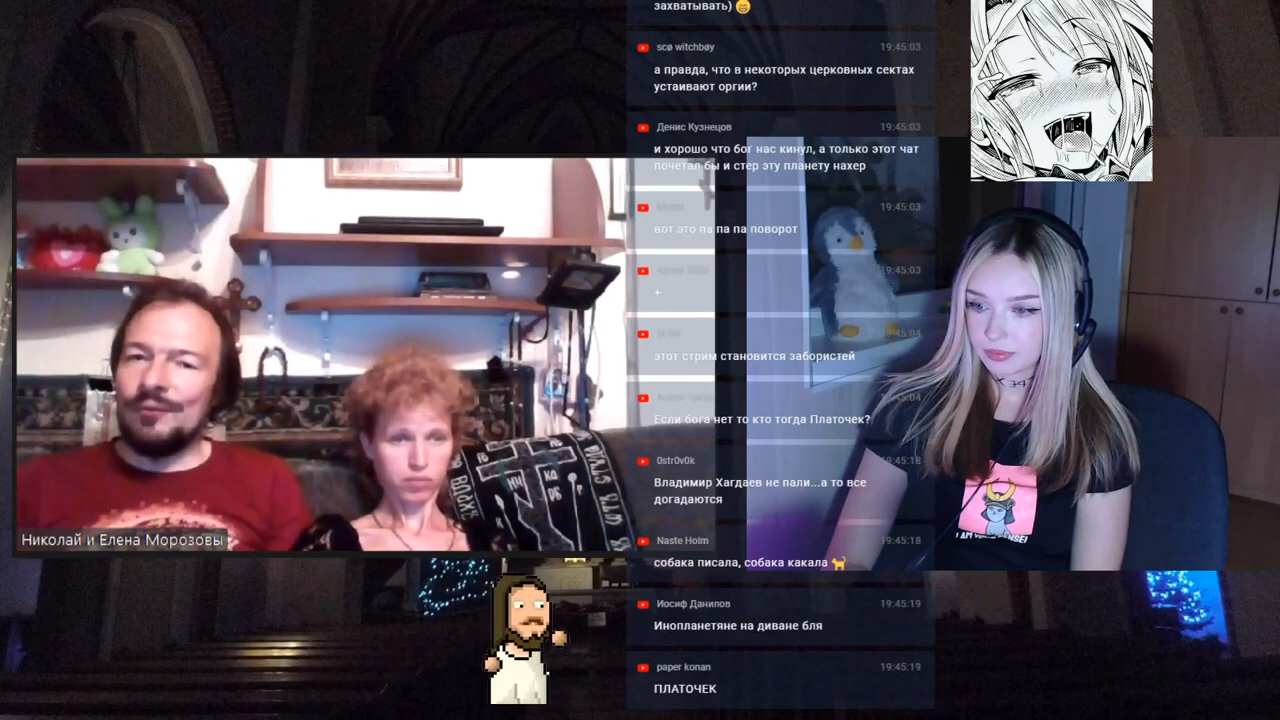 захватывать) 😁
scø witchbøy 19:45:03
а правда, что в некоторых церковных сектах
устаивают оргии?
Денис Кузнецов 19:45:03
и хорошо что бог нас кинул, а только этот чат
почетал бы и стер эту планету нахер
19:45:03
вот это па па па поворот
19:45:03
+
19:45:04
этот стрим становится забористей
19:45:04
Если бога нет то кто тогда Платочек?
0str0v0k 19:45:18
Владимир Хагдаев не пали...а то все
догадаются
Naste Holm 19:45:18
собака писала, собака какала 🐕
Иосиф Данилов 19:45:19
Инопланетяне на диване бля
paper konan 19:45:19
ПЛАТОЧЕК
Николай и Елена Морозовы
34
I AM